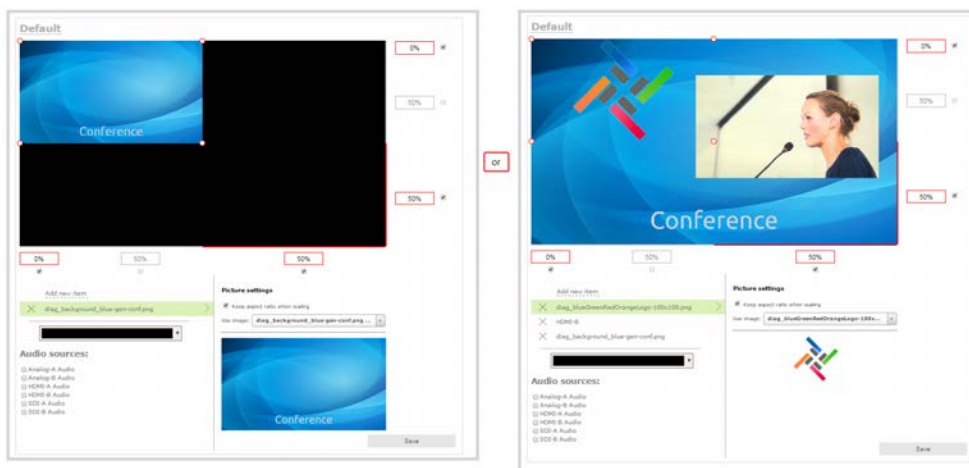 Default
0%
50%
Conference
50%
0%
50%
50%
Add new item
diag_background_blue-gen-conf.png
Audio sources:
Analog-A Audio
Analog-B Audio
HDMI-A Audio
HDMI-B Audio
SDI-A Audio
SDI-B Audio
Picture settings
Keep aspect ratio when scaling
Use image: diag_background_blue-gen-conf.png ...
Conference
Save
or
Default
0%
50%
50%
Conference
0%
50%
50%
Add new item
diag_blueGreenRedOrangeLogo-100x100.png
HDMI-B
diag_background_blue-gen-conf.png
Audio sources:
Analog-A Audio
Analog-B Audio
HDMI-A Audio
HDMI-B Audio
SDI-A Audio
SDI-B Audio
Picture settings
Keep aspect ratio when scaling
Use image: diag_blueGreenRedOrangeLogo-100x...
Save